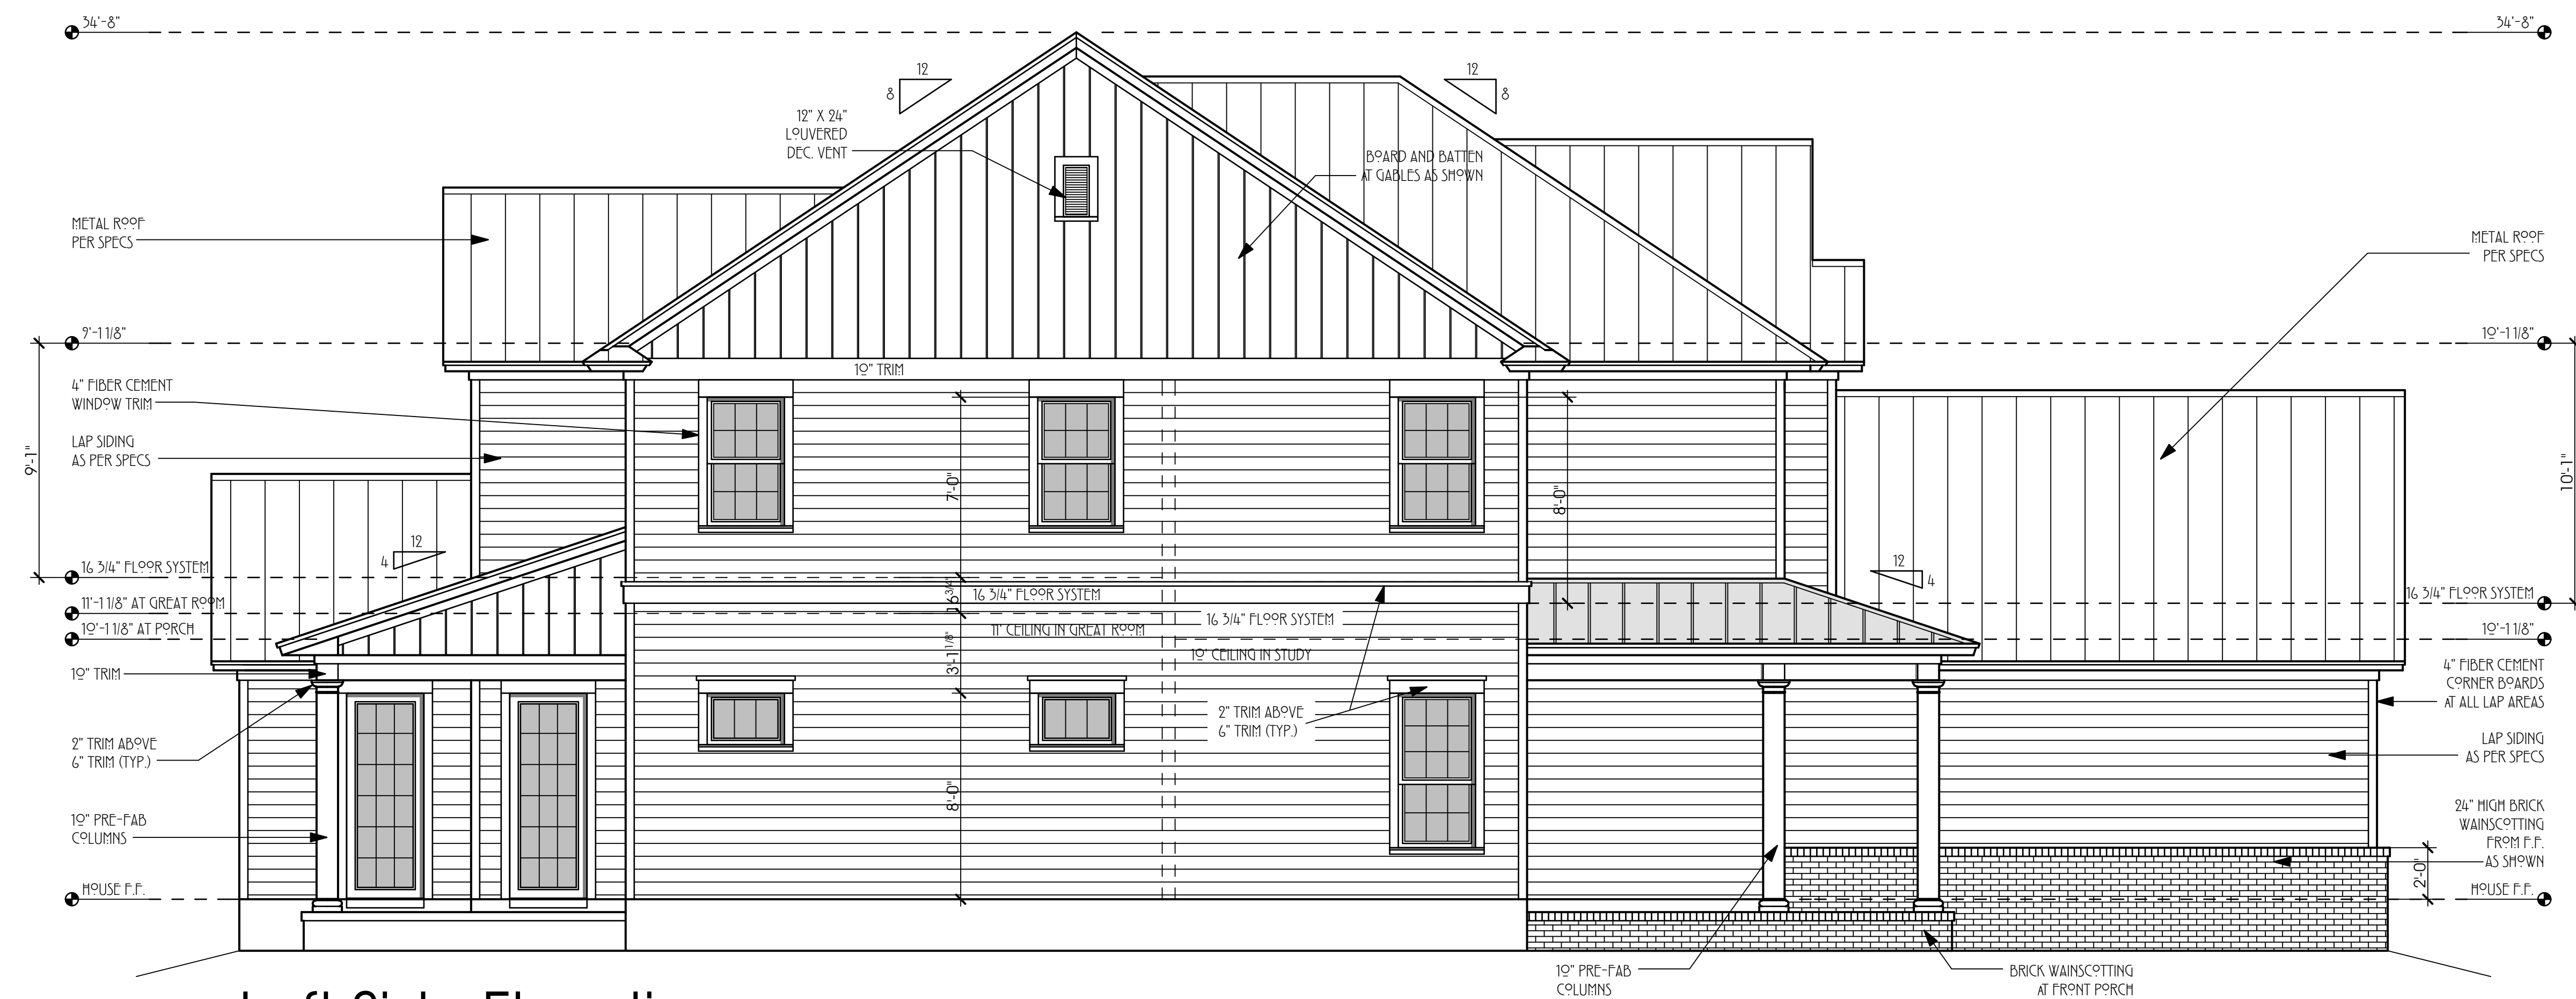 34'-8"
34'-8"
12
8
12
8
12" X 24"
LOUVERED
DEC. VENT
BOARD AND BATTEN
AT GABLES AS SHOWN
METAL ROOF
PER SPECS
METAL ROOF
PER SPECS
9'-1 1/8"
10'-1 1/8"
10" TRIM
4" FIBER CEMENT
WINDOW TRIM
LAP SIDING
AS PER SPECS
9'-1"
10'-1"
7'-0"
8'-0"
12
4
12
4
16 3/4" FLOOR SYSTEM
11'-1 1/8" AT GREAT ROOM
10'-1 1/8" AT PORCH
16 3/4"
16 3/4" FLOOR SYSTEM
16 3/4" FLOOR SYSTEM
16 3/4" FLOOR SYSTEM
11' CEILING IN GREAT ROOM
10'-1 1/8"
3'-1 1/8"
10' CEILING IN STUDY
10" TRIM
4" FIBER CEMENT
CORNER BOARDS
AT ALL LAP AREAS
2" TRIM ABOVE
6" TRIM (TYP.)
2" TRIM ABOVE
6" TRIM (TYP.)
LAP SIDING
AS PER SPECS
8'-0"
10" PRE-FAB
COLUMNS
24" HIGH BRICK
WAINSCOTTING
FROM F.F.
AS SHOWN
2'-0"
HOUSE F.F.
HOUSE F.F.
10" PRE-FAB
COLUMNS
BRICK WAINSCOTTING
AT FRONT PORCH